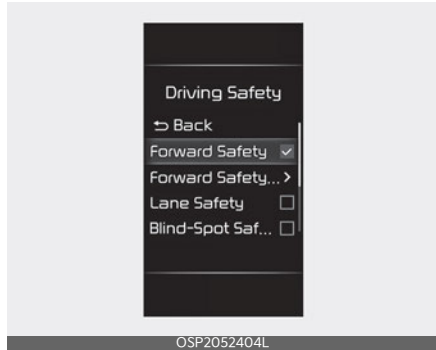 Driving Safety
⮌ Back
Forward Safety
Forward Safety... >
Lane Safety
Blind-Spot Saf...
OSP2052404L